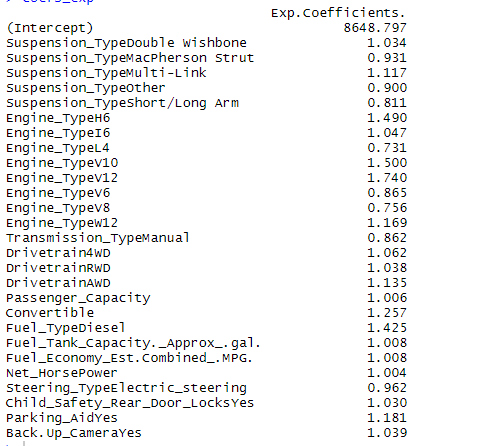 Exp.Coefficients.
(Intercept) 8648.797
Suspension_TypeDouble Wishbone 1.034
Suspension_TypeMacPherson Strut 0.931
Suspension_TypeMulti-Link 1.117
Suspension_TypeOther 0.900
Suspension_TypeShort/Long Arm 0.811
Engine_TypeH6 1.490
Engine_TypeI6 1.047
Engine_TypeL4 0.731
Engine_TypeV10 1.500
Engine_TypeV12 1.740
Engine_TypeV6 0.865
Engine_TypeV8 0.756
Engine_TypeW12 1.169
Transmission_TypeManual 0.862
Drivetrain4WD 1.062
DrivetrainRWD 1.038
DrivetrainAWD 1.135
Passenger_Capacity 1.006
Convertible 1.257
Fuel_TypeDiesel 1.425
Fuel_Tank_Capacity._Approx_.gal. 1.008
Fuel_Economy_Est.Combined_.MPG. 1.008
Net_HorsePower 1.004
Steering_TypeElectric_steering 0.962
Child_Safety_Rear_Door_LocksYes 1.030
Parking_AidYes 1.181
Back.Up_CameraYes 1.039